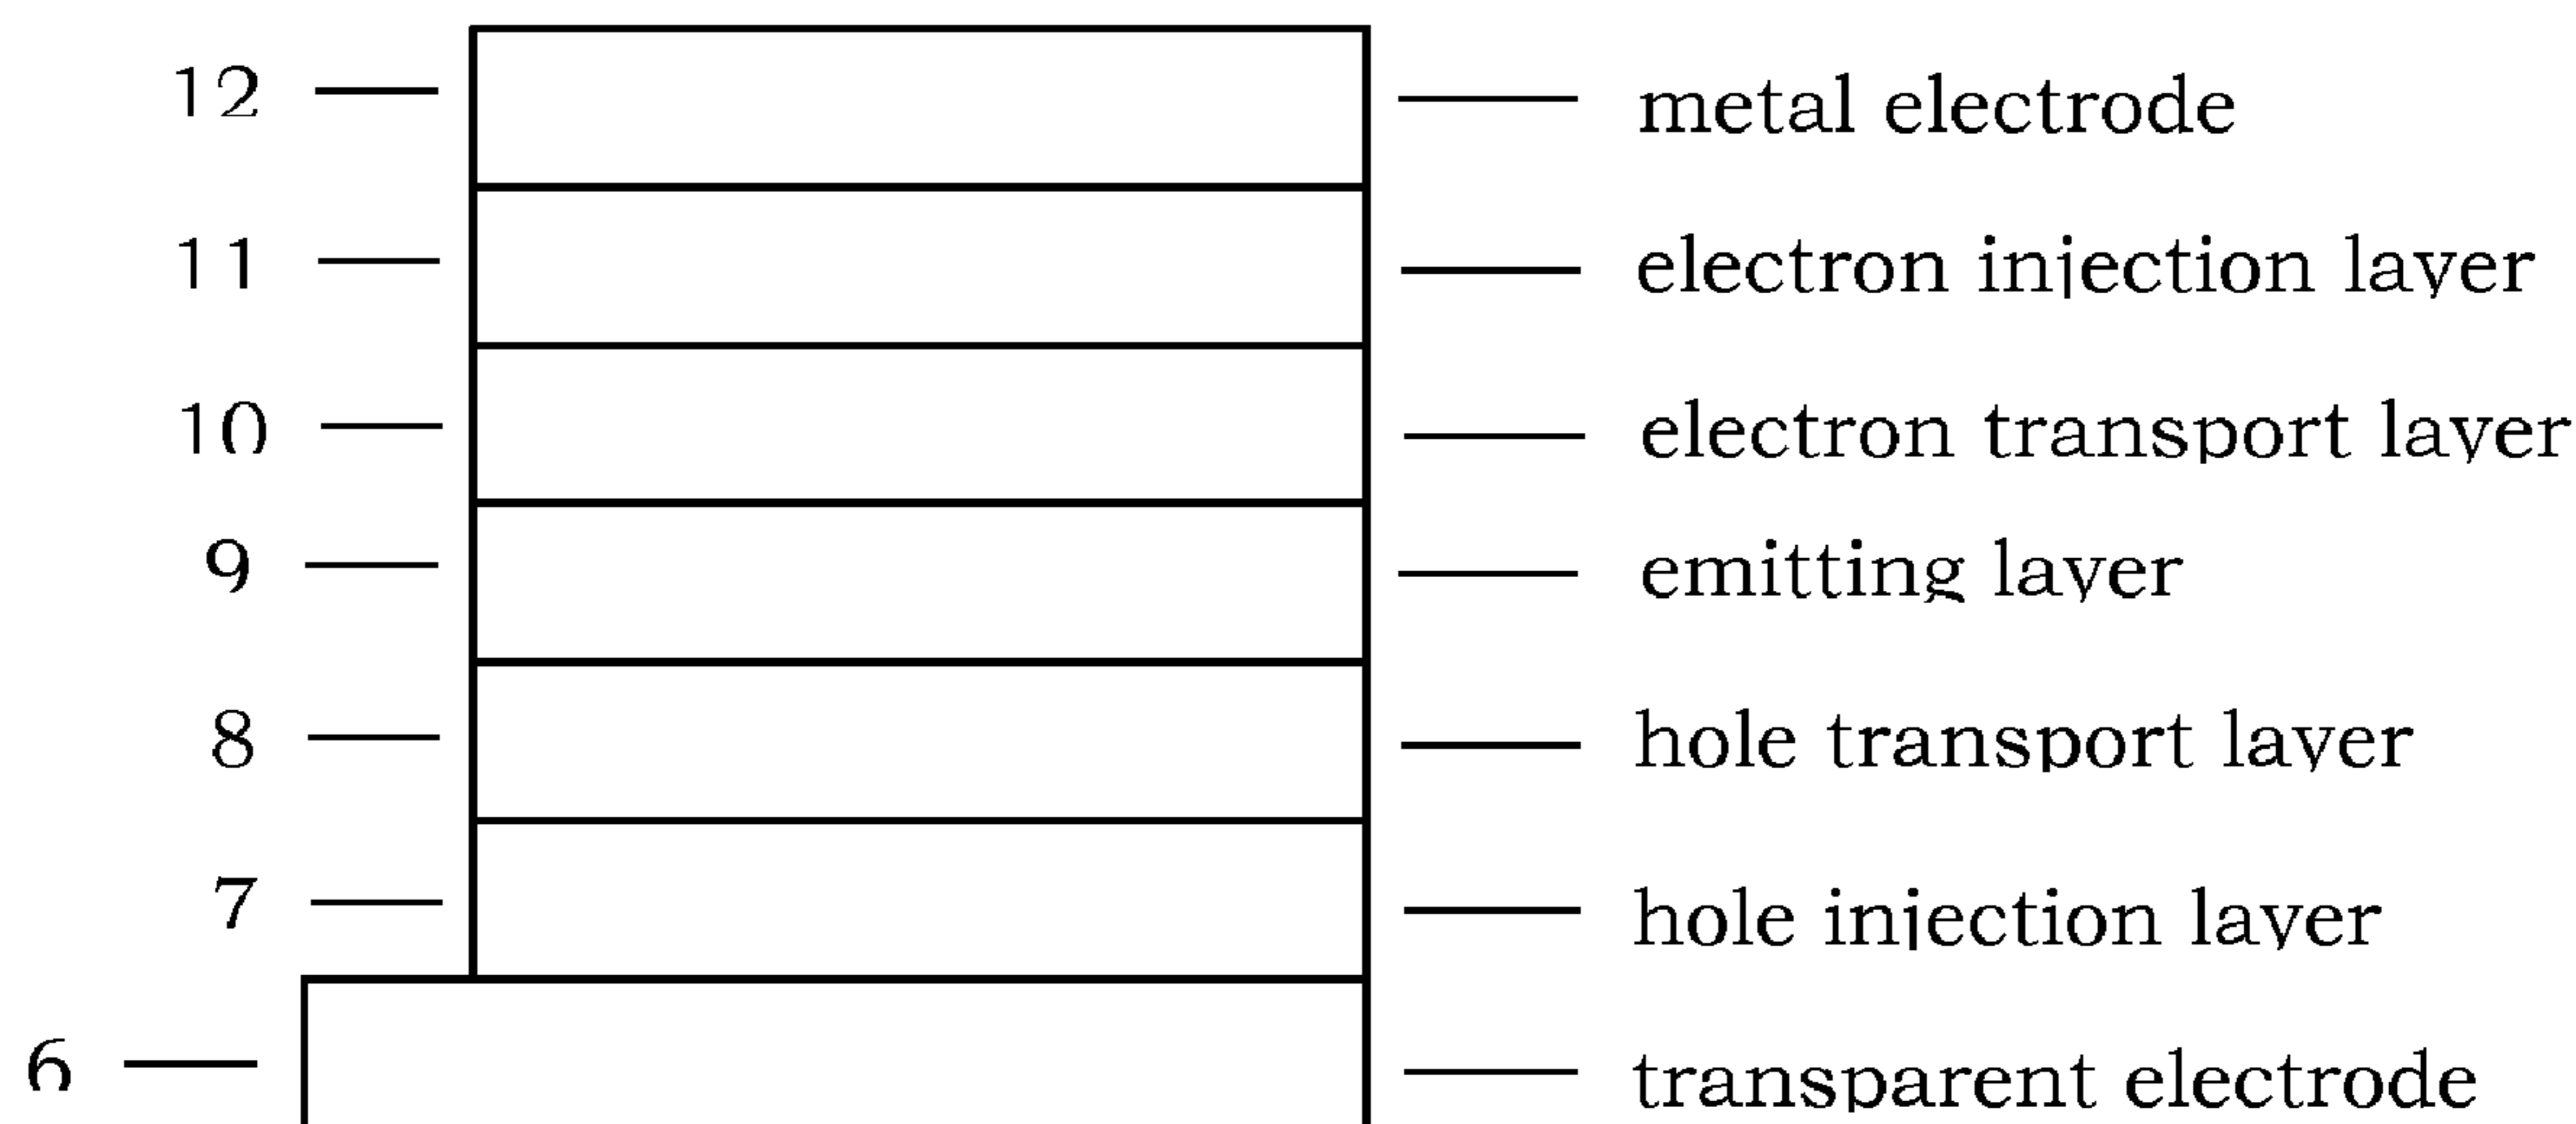 12 metal electrode
11 electron injection layer
10 electron transport layer
9 emitting layer
8 hole transport layer
7 hole injection layer
6 transparent electrode